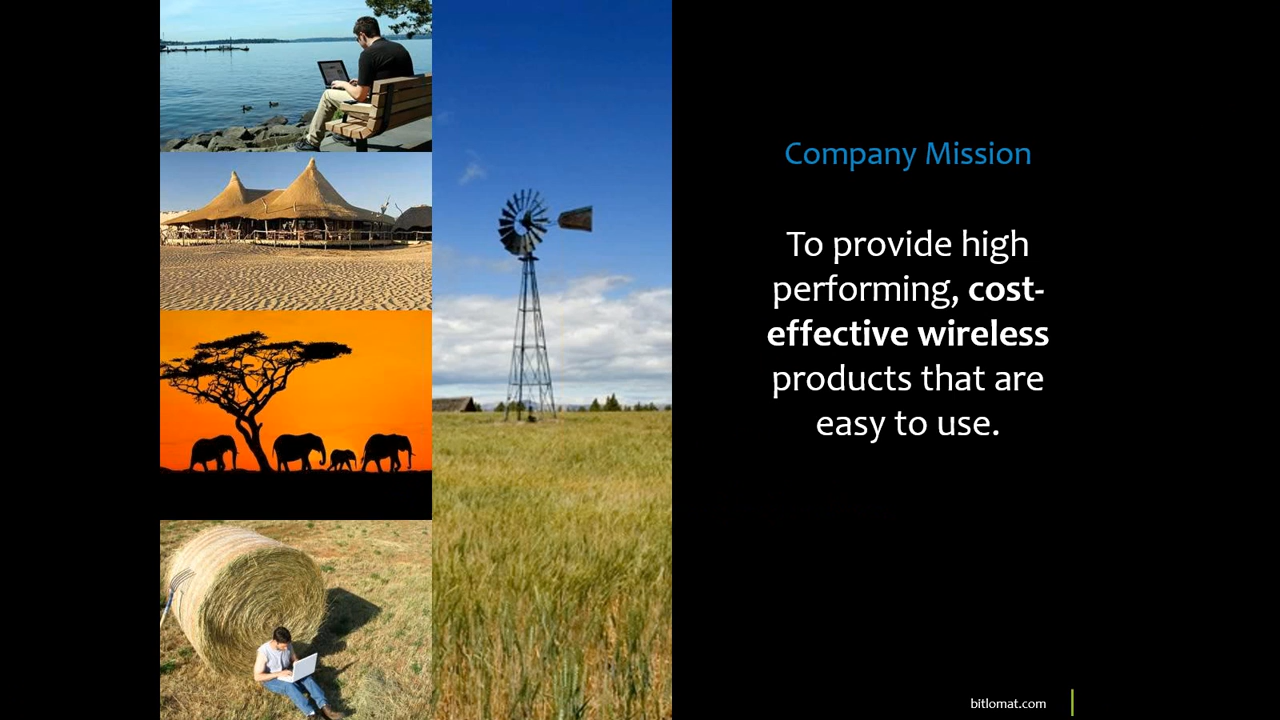 Company Mission
To provide high
performing, cost-
effective wireless
products that are
easy to use.
bitlomat.com